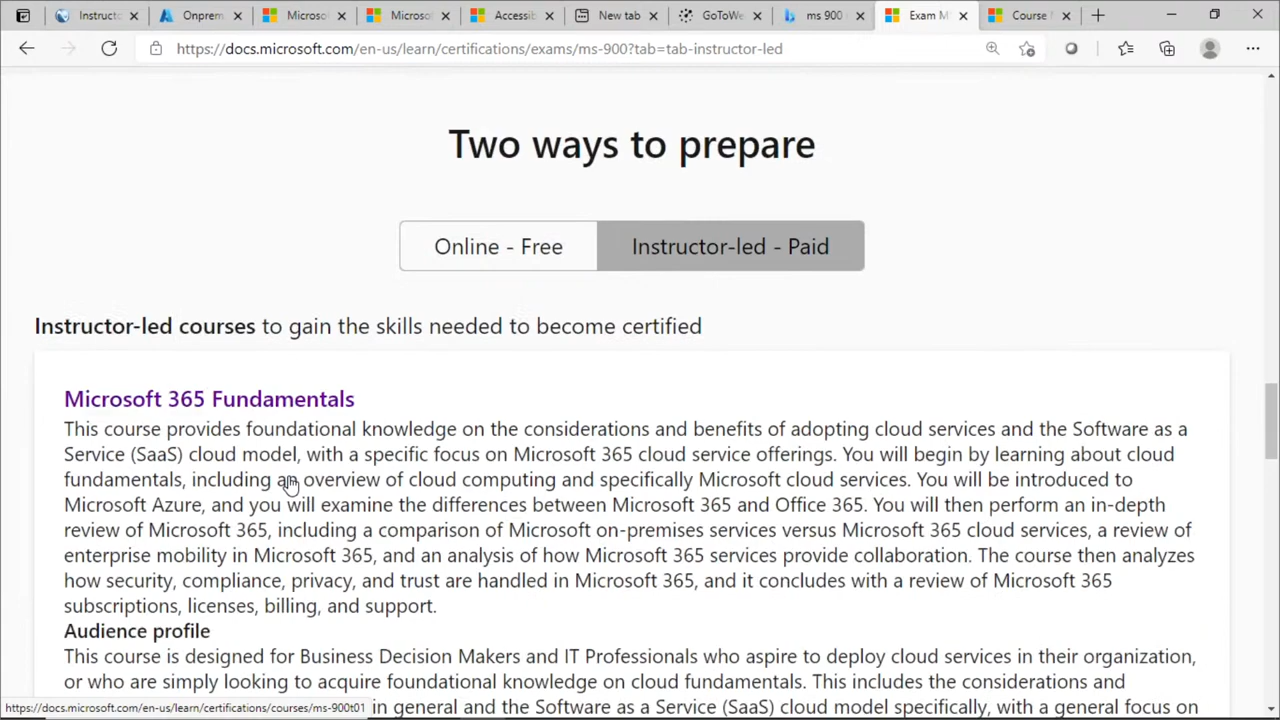 Instructo
Onprem
Microso
Microso
Accessib
New tab
GoToWe
ms 900
Exam M
Course
https://docs.microsoft.com/en-us/learn/certifications/exams/ms-900?tab=tab-instructor-led
Two ways to prepare
Online - Free
Instructor-led - Paid
Instructor-led courses to gain the skills needed to become certified
Microsoft 365 Fundamentals
This course provides foundational knowledge on the considerations and benefits of adopting cloud services and the Software as a
Service (SaaS) cloud model, with a specific focus on Microsoft 365 cloud service offerings. You will begin by learning about cloud
fundamentals, including an overview of cloud computing and specifically Microsoft cloud services. You will be introduced to
Microsoft Azure, and you will examine the differences between Microsoft 365 and Office 365. You will then perform an in-depth
review of Microsoft 365, including a comparison of Microsoft on-premises services versus Microsoft 365 cloud services, a review of
enterprise mobility in Microsoft 365, and an analysis of how Microsoft 365 services provide collaboration. The course then analyzes
how security, compliance, privacy, and trust are handled in Microsoft 365, and it concludes with a review of Microsoft 365
subscriptions, licenses, billing, and support.
Audience profile
This course is designed for Business Decision Makers and IT Professionals who aspire to deploy cloud services in their organization,
or who are simply looking to acquire foundational knowledge on cloud fundamentals. This includes the considerations and
in general and the Software as a Service (SaaS) cloud model specifically, with a general focus on
https://docs.microsoft.com/en-us/learn/certifications/courses/ms-900t01